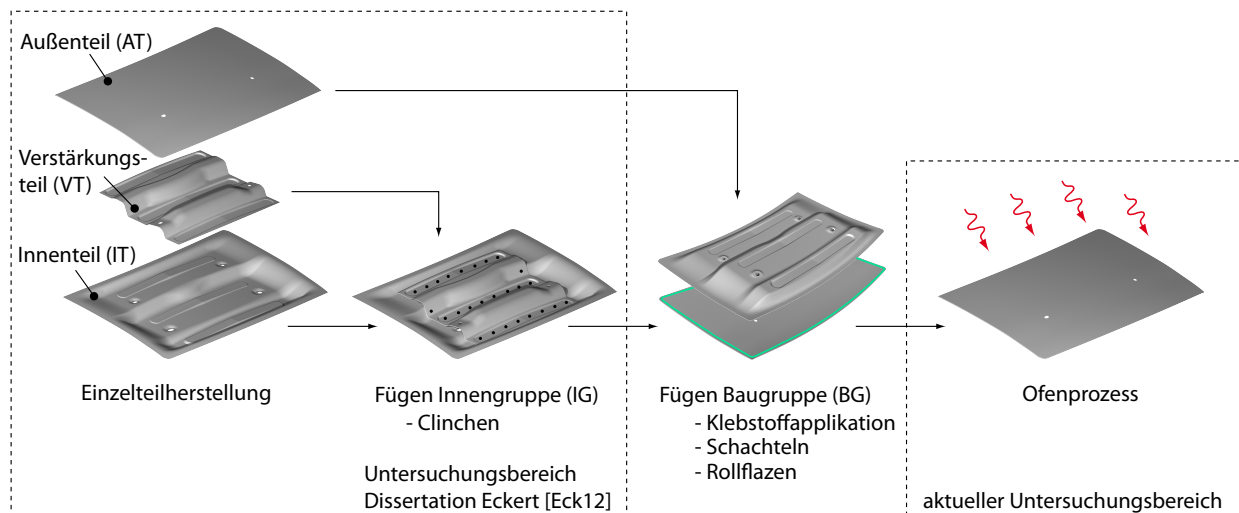 Außenteil (AT)
Verstärkungs-
teil (VT)
Innenteil (IT)
Einzelteilherstellung
Fügen Innengruppe (IG)
- Clinchen
Untersuchungsbereich
Dissertation Eckert [Eck12]
Fügen Baugruppe (BG)
- Klebstoffapplikation
- Schachteln
- Rollflazen
Ofenprozess
aktueller Untersuchungsbereich